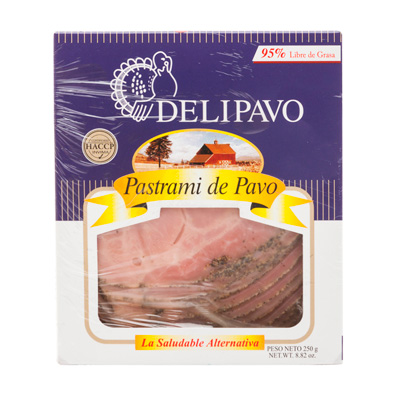 95% Libre de Grasa
DELIPAVO
HACCP
Pastrami de Pavo
La Saludable Alternativa
PESO NETO 250 g
NET.WT. 8.82 oz.